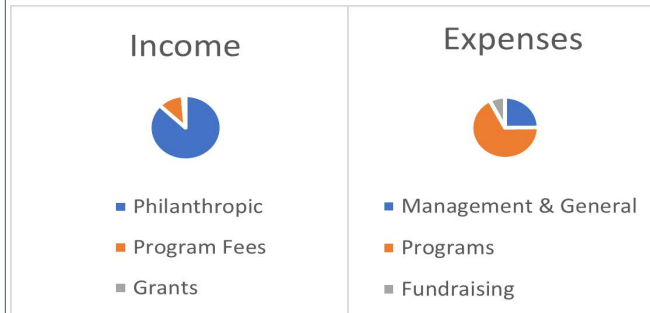 Income
Philanthropic
Program Fees
Grants
Expenses
Management & General
Programs
Fundraising